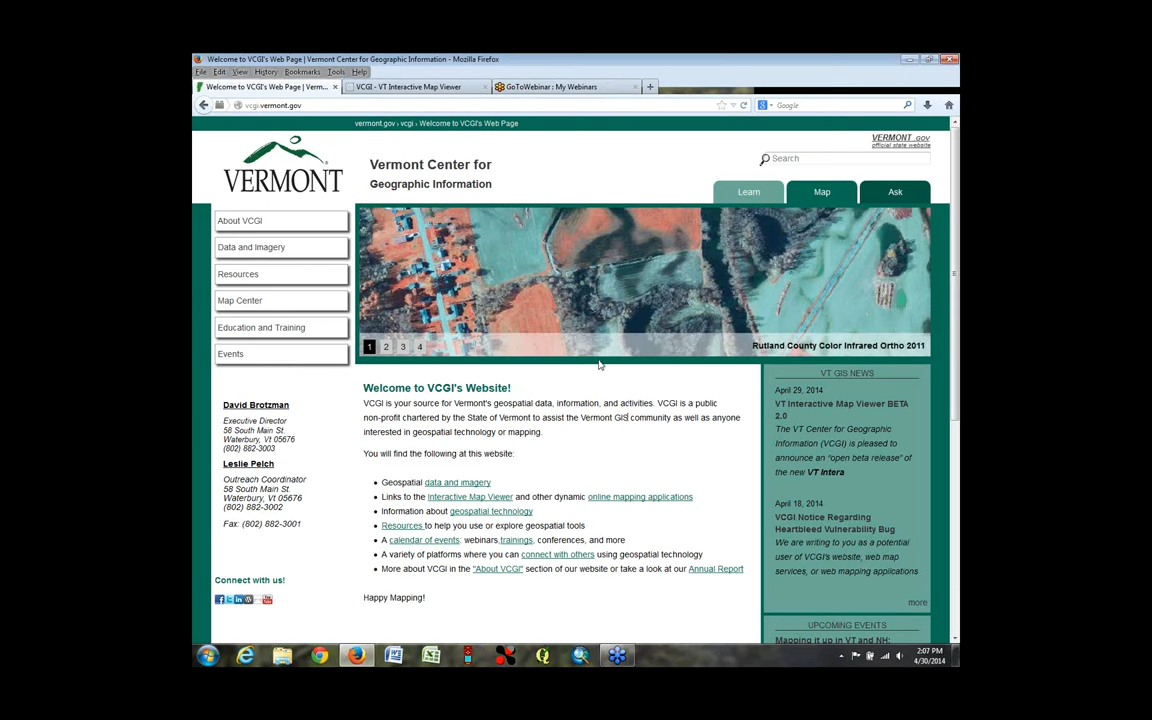 Welcome to VCGI's Web Page | Vermont Center for Geographic Information - Mozilla Firefox
File Edit View History Bookmarks Tools Help
Welcome to VCGI's Web Page | Verm...
VCGI - VT Interactive Map Viewer
GoToWebinar : My Webinars
vcgi.vermont.gov
Google
vermont.gov › vcgi › Welcome to VCGI's Web Page
VERMONT .gov
official state website
VERMONT
Vermont Center for
Geographic Information
Search
Learn
Map
Ask
About VCGI
Data and Imagery
Resources
Map Center
Education and Training
Events
1 2 3 4
Rutland County Color Infrared Ortho 2011
David Brotzman
Executive Director
58 South Main St.
Waterbury, Vt 05676
(802) 882-3003
Leslie Pelch
Outreach Coordinator
58 South Main St.
Waterbury, Vt 05676
(802) 882-3002
Fax: (802) 882-3001
Connect with us!
Welcome to VCGI's Website!
VCGI is your source for Vermont's geospatial data, information, and activities. VCGI is a public
non-profit chartered by the State of Vermont to assist the Vermont GIS community as well as anyone
interested in geospatial technology or mapping.
You will find the following at this website:
Geospatial data and imagery
Links to the Interactive Map Viewer and other dynamic online mapping applications
Information about geospatial technology
Resources to help you use or explore geospatial tools
A calendar of events: webinars, trainings, conferences, and more
A variety of platforms where you can connect with others using geospatial technology
More about VCGI in the "About VCGI" section of our website or take a look at our Annual Report
Happy Mapping!
VT GIS NEWS
April 29, 2014
VT Interactive Map Viewer BETA
2.0
The VT Center for Geographic
Information (VCGI) is pleased to
announce an "open beta release" of
the new VT Intera
April 18, 2014
VCGI Notice Regarding
Heartbleed Vulnerability Bug
We are writing to you as a potential
user of VCGI's website, web map
services, or web mapping applications
more
UPCOMING EVENTS
Mapping it up in VT and NH:
2:07 PM
4/30/2014